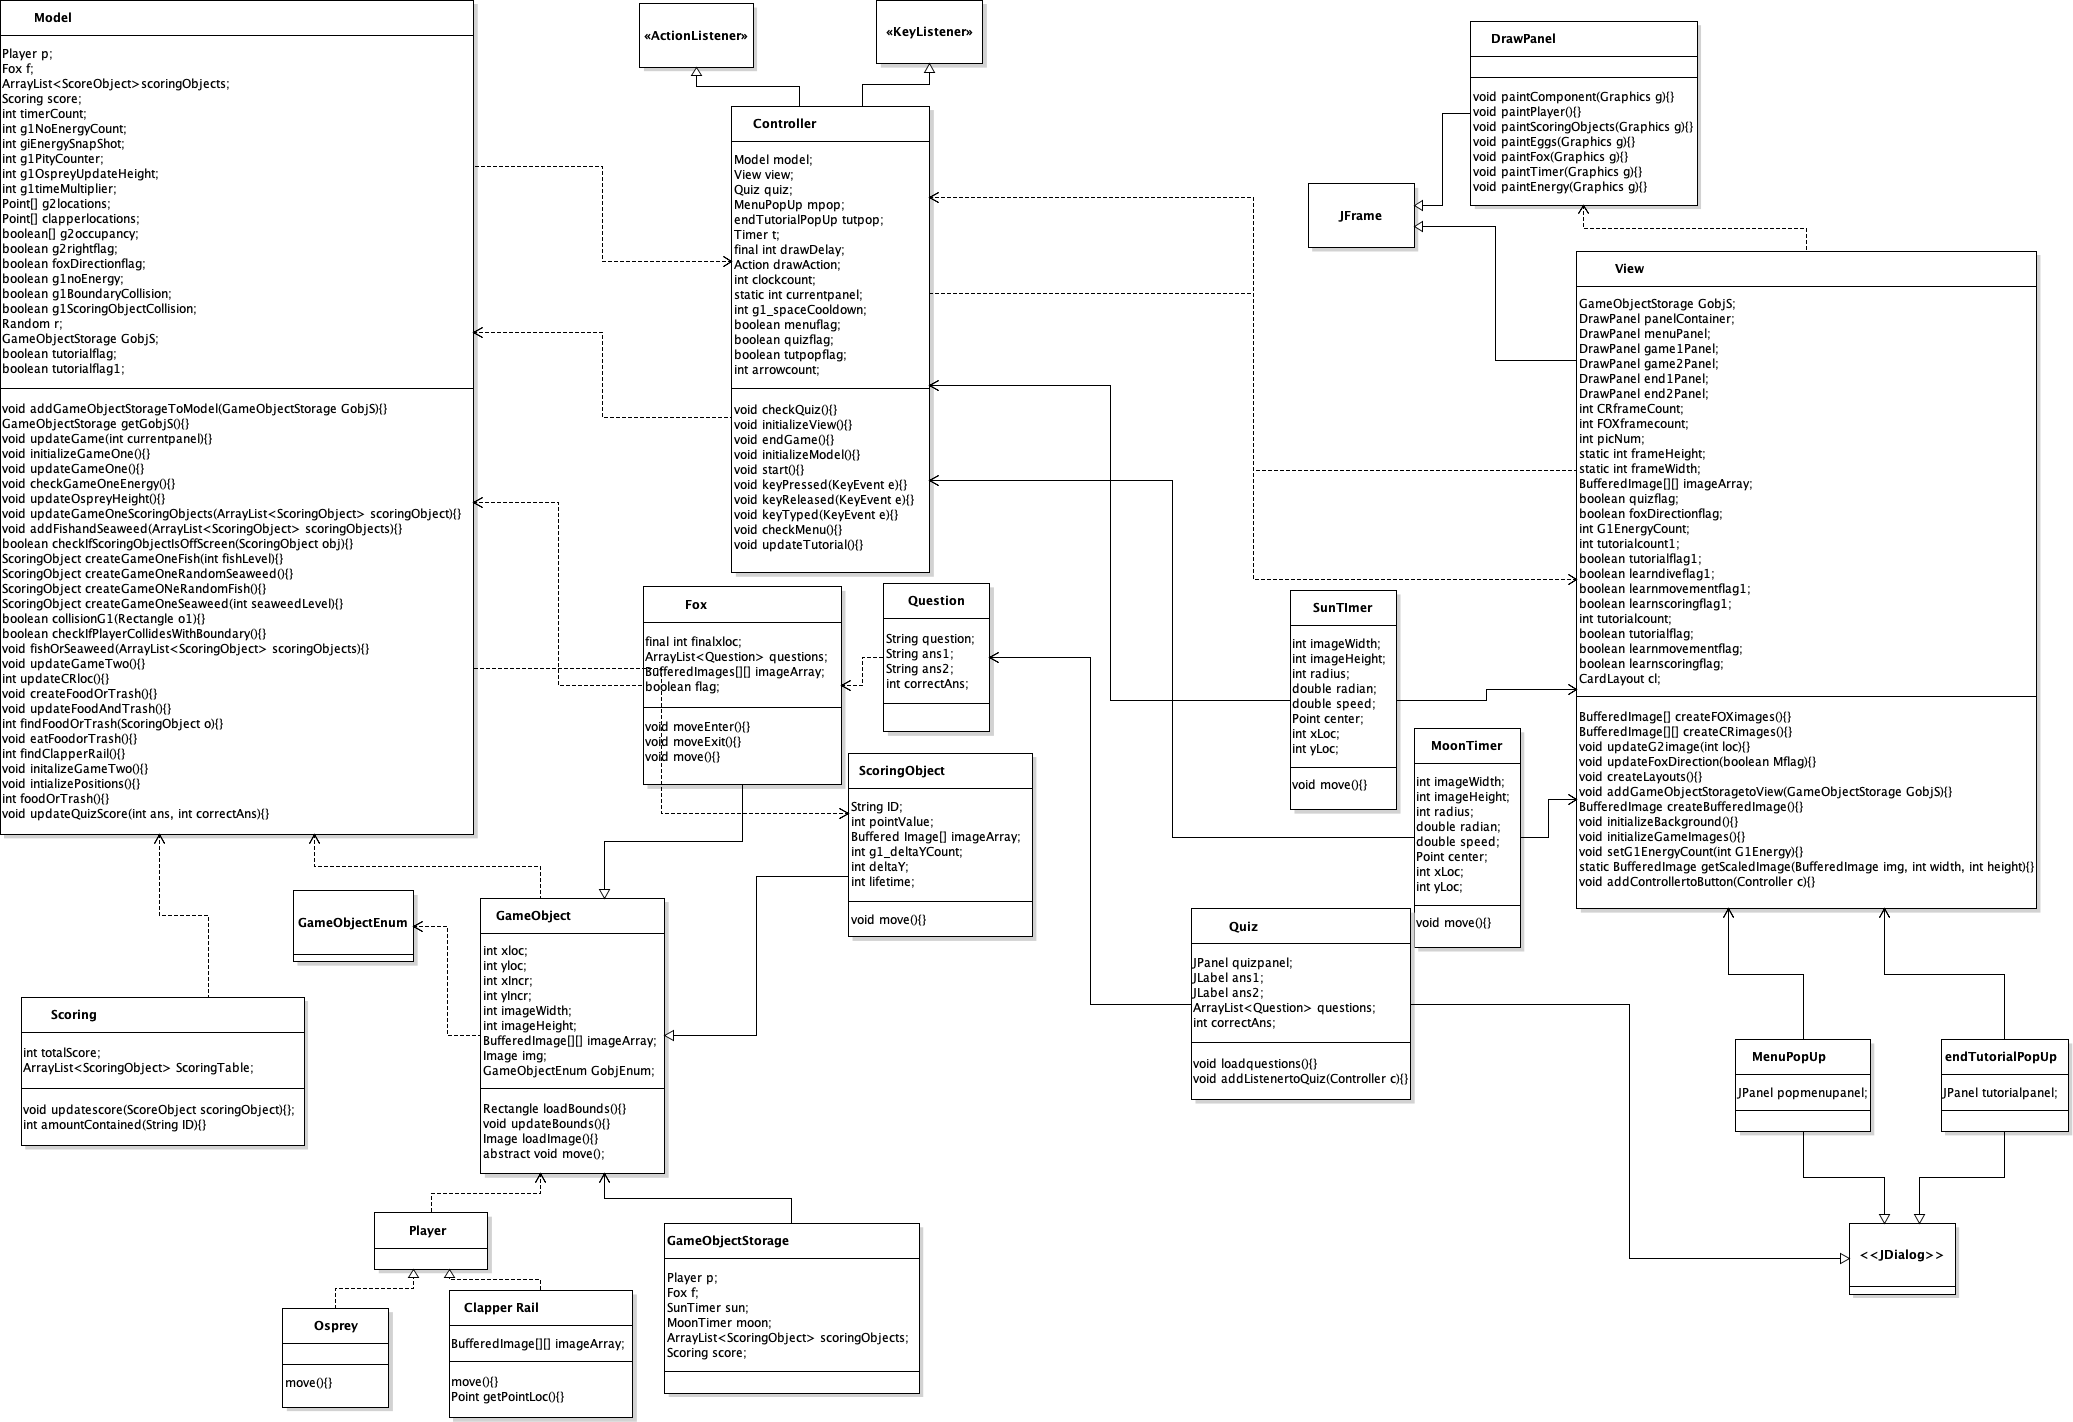 Model
Player p;
Fox f;
ArrayList<ScoreObject>scoringObjects;
Scoring score;
int timerCount;
int g1NoEnergyCount;
int giEnergySnapShot;
int g1PityCounter;
int g1OspreyUpdateHeight;
int g1timeMultiplier;
Point[] g2locations;
Point[] clapperlocations;
boolean[] g2occupancy;
boolean g2rightflag;
boolean foxDirectionflag;
boolean g1noEnergy;
boolean g1BoundaryCollision;
boolean g1ScoringObjectCollision;
Random r;
GameObjectStorage GobjS;
boolean tutorialflag;
boolean tutorialflag1;
void addGameObjectStorageToModel(GameObjectStorage GobjS){}
GameObjectStorage getGobjS(){}
void updateGame(int currentpanel){}
void initializeGameOne(){}
void updateGameOne(){}
void checkGameOneEnergy(){}
void updateOspreyHeight(){}
void updateGameOneScoringObjects(ArrayList<ScoringObject> scoringObject){}
void addFishandSeaweed(ArrayList<ScoringObject> scoringObjects){}
boolean checkIfScoringObjectIsOffScreen(ScoringObject obj){}
ScoringObject createGameOneFish(int fishLevel){}
ScoringObject createGameOneRandomSeaweed(){}
ScoringObject createGameONeRandomFish(){}
ScoringObject createGameOneSeaweed(int seaweedLevel){}
boolean collisionG1(Rectangle o1){}
boolean checkIfPlayerCollidesWithBoundary(){}
void fishOrSeaweed(ArrayList<ScoringObject> scoringObjects){}
void updateGameTwo(){}
int updateCRloc(){}
void createFoodOrTrash(){}
void updateFoodAndTrash(){}
int findFoodOrTrash(ScoringObject o){}
void eatFoodorTrash(){}
int findClapperRail(){}
void initalizeGameTwo(){}
void intializePositions(){}
int foodOrTrash(){}
void updateQuizScore(int ans, int correctAns){}
«ActionListener»
«KeyListener»
Controller
Model model;
View view;
Quiz quiz;
MenuPopUp mpop;
endTutorialPopUp tutpop;
Timer t;
final int drawDelay;
Action drawAction;
int clockcount;
static int currentpanel;
int g1_spaceCooldown;
boolean menuflag;
boolean quizflag;
boolean tutpopflag;
int arrowcount;
void checkQuiz(){}
void initializeView(){}
void endGame(){}
void initializeModel(){}
void start(){}
void keyPressed(KeyEvent e){}
void keyReleased(KeyEvent e){}
void keyTyped(KeyEvent e){}
void checkMenu(){}
void updateTutorial(){}
DrawPanel
void paintComponent(Graphics g){}
void paintPlayer(){}
void paintScoringObjects(Graphics g){}
void paintEggs(Graphics g){}
void paintFox(Graphics g){}
void paintTimer(Graphics g){}
void paintEnergy(Graphics g){}
JFrame
View
GameObjectStorage GobjS;
DrawPanel panelContainer;
DrawPanel menuPanel;
DrawPanel game1Panel;
DrawPanel game2Panel;
DrawPanel end1Panel;
DrawPanel end2Panel;
int CRframeCount;
int FOXframecount;
int picNum;
static int frameHeight;
static int frameWidth;
BufferedImage[][] imageArray;
boolean quizflag;
boolean foxDirectionflag;
int G1EnergyCount;
int tutorialcount1;
boolean tutorialflag1;
boolean learndiveflag1;
boolean learnmovementflag1;
boolean learnscoringflag1;
int tutorialcount;
boolean tutorialflag;
boolean learnmovementflag;
boolean learnscoringflag;
CardLayout cl;
BufferedImage[] createFOXimages(){}
BufferedImage[][] createCRimages(){}
void updateG2image(int loc){}
void updateFoxDirection(boolean Mflag){}
void createLayouts(){}
void addGameObjectStoragetoView(GameObjectStorage GobjS){}
BufferedImage createBufferedImage(){}
void initializeBackground(){}
void initializeGameImages(){}
void setG1EnergyCount(int G1Energy){}
static BufferedImage getScaledImage(BufferedImage img, int width, int height){}
void addControllertoButton(Controller c){}
Fox
final int finalxloc;
ArrayList<Question> questions;
BufferedImages[][] imageArray;
boolean flag;
void moveEnter(){}
void moveExit(){}
void move(){}
Question
String question;
String ans1;
String ans2;
int correctAns;
SunTImer
int imageWidth;
int imageHeight;
int radius;
double radian;
double speed;
Point center;
int xLoc;
int yLoc;
void move(){}
MoonTimer
int imageWidth;
int imageHeight;
int radius;
double radian;
double speed;
Point center;
int xLoc;
int yLoc;
void move(){}
ScoringObject
String ID;
int pointValue;
Buffered Image[] imageArray;
int g1_deltaYCount;
int deltaY;
int lifetime;
void move(){}
GameObjectEnum
GameObject
int xloc;
int yloc;
int xIncr;
int yIncr;
int imageWidth;
int imageHeight;
BufferedImage[][] imageArray;
Image img;
GameObjectEnum GobjEnum;
Rectangle loadBounds(){}
void updateBounds(){}
Image loadImage(){}
abstract void move();
Quiz
JPanel quizpanel;
JLabel ans1;
JLabel ans2;
ArrayList<Question> questions;
int correctAns;
void loadquestions(){}
void addListenertoQuiz(Controller c){}
Scoring
int totalScore;
ArrayList<ScoringObject> ScoringTable;
void updatescore(ScoreObject scoringObject){};
int amountContained(String ID){}
MenuPopUp
JPanel popmenupanel;
endTutorialPopUp
JPanel tutorialpanel;
Player
GameObjectStorage
Player p;
Fox f;
SunTimer sun;
MoonTimer moon;
ArrayList<ScoringObject> scoringObjects;
Scoring score;
<<JDialog>>
Osprey
move(){}
Clapper Rail
BufferedImage[][] imageArray;
move(){}
Point getPointLoc(){}